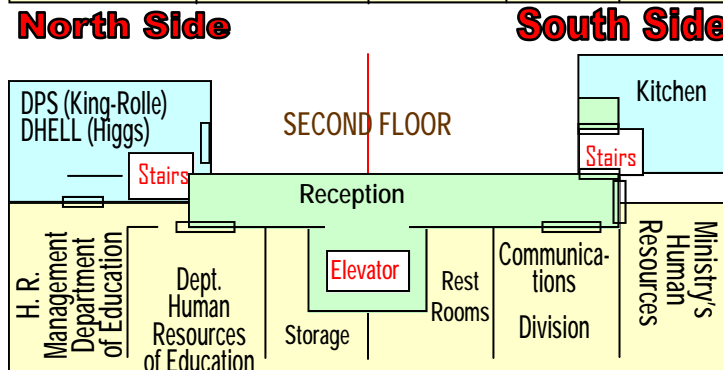 North Side
South Side
DPS (King-Rolle)
DHELL (Higgs)
SECOND FLOOR
Kitchen
Stairs
Stairs
Reception
H. R.
Management
Department
of Education
Dept.
Human
Resources
of Education
Storage
Elevator
Rest
Rooms
Communica-
tions
Division
Ministry's
Human
Resources